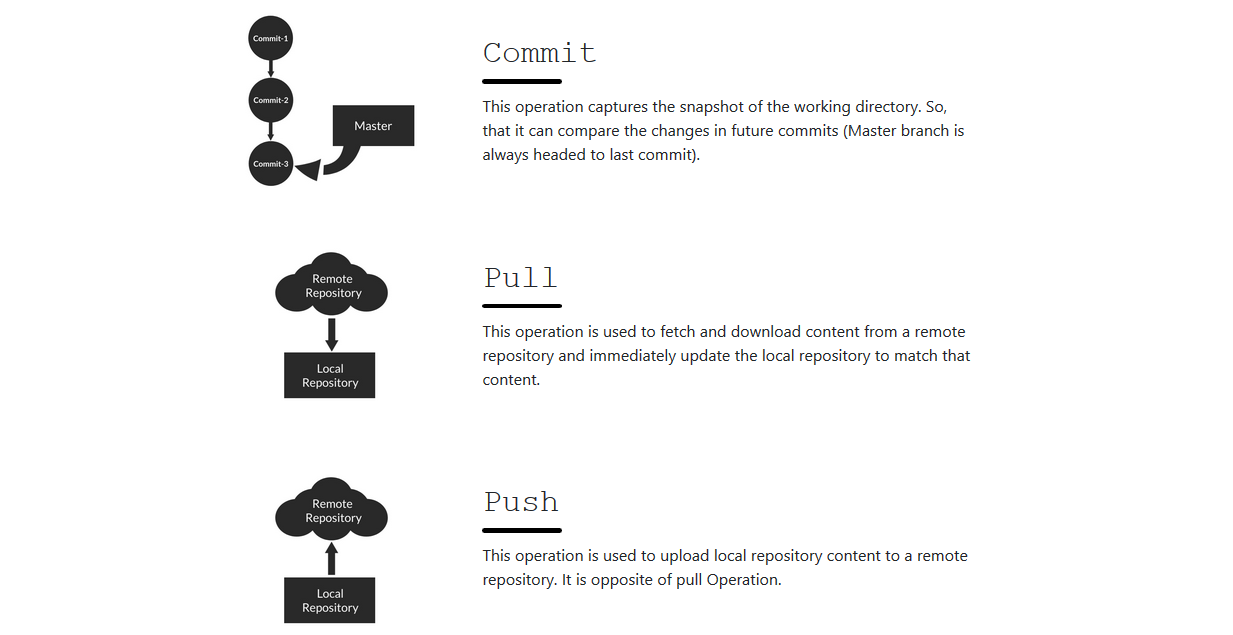 Commit-1
Commit-2
Commit-3
Master
Commit
This operation captures the snapshot of the working directory. So,
that it can compare the changes in future commits (Master branch is
always headed to last commit).
Remote
Repository
Local
Repository
Pull
This operation is used to fetch and download content from a remote
repository and immediately update the local repository to match that
content.
Remote
Repository
Local
Repository
Push
This operation is used to upload local repository content to a remote
repository. It is opposite of pull Operation.